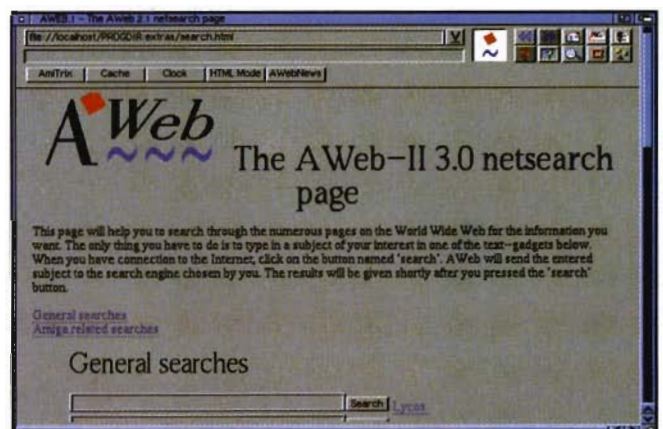 AWEB.1 - The AWeb 2.1 netsearch page
file://localhost/PROGDIR:extras/search.html
AmiTrix Cache Clock HTML Mode AWebNews
AWeb
The AWeb-II 3.0 netsearch
page
This page will help you to search through the numerous pages on the World Wide Web for the information you
want. The only thing you have to do is to type in a subject of your interest in one of the text-gadgets below.
When you have connection to the Internet, click on the button named 'search'. AWeb will send the entered
subject to the search engine chosen by you. The results will be given shortly after you pressed the 'search'
button.
General searches
Amiga related searches
General searches
Search Lycos